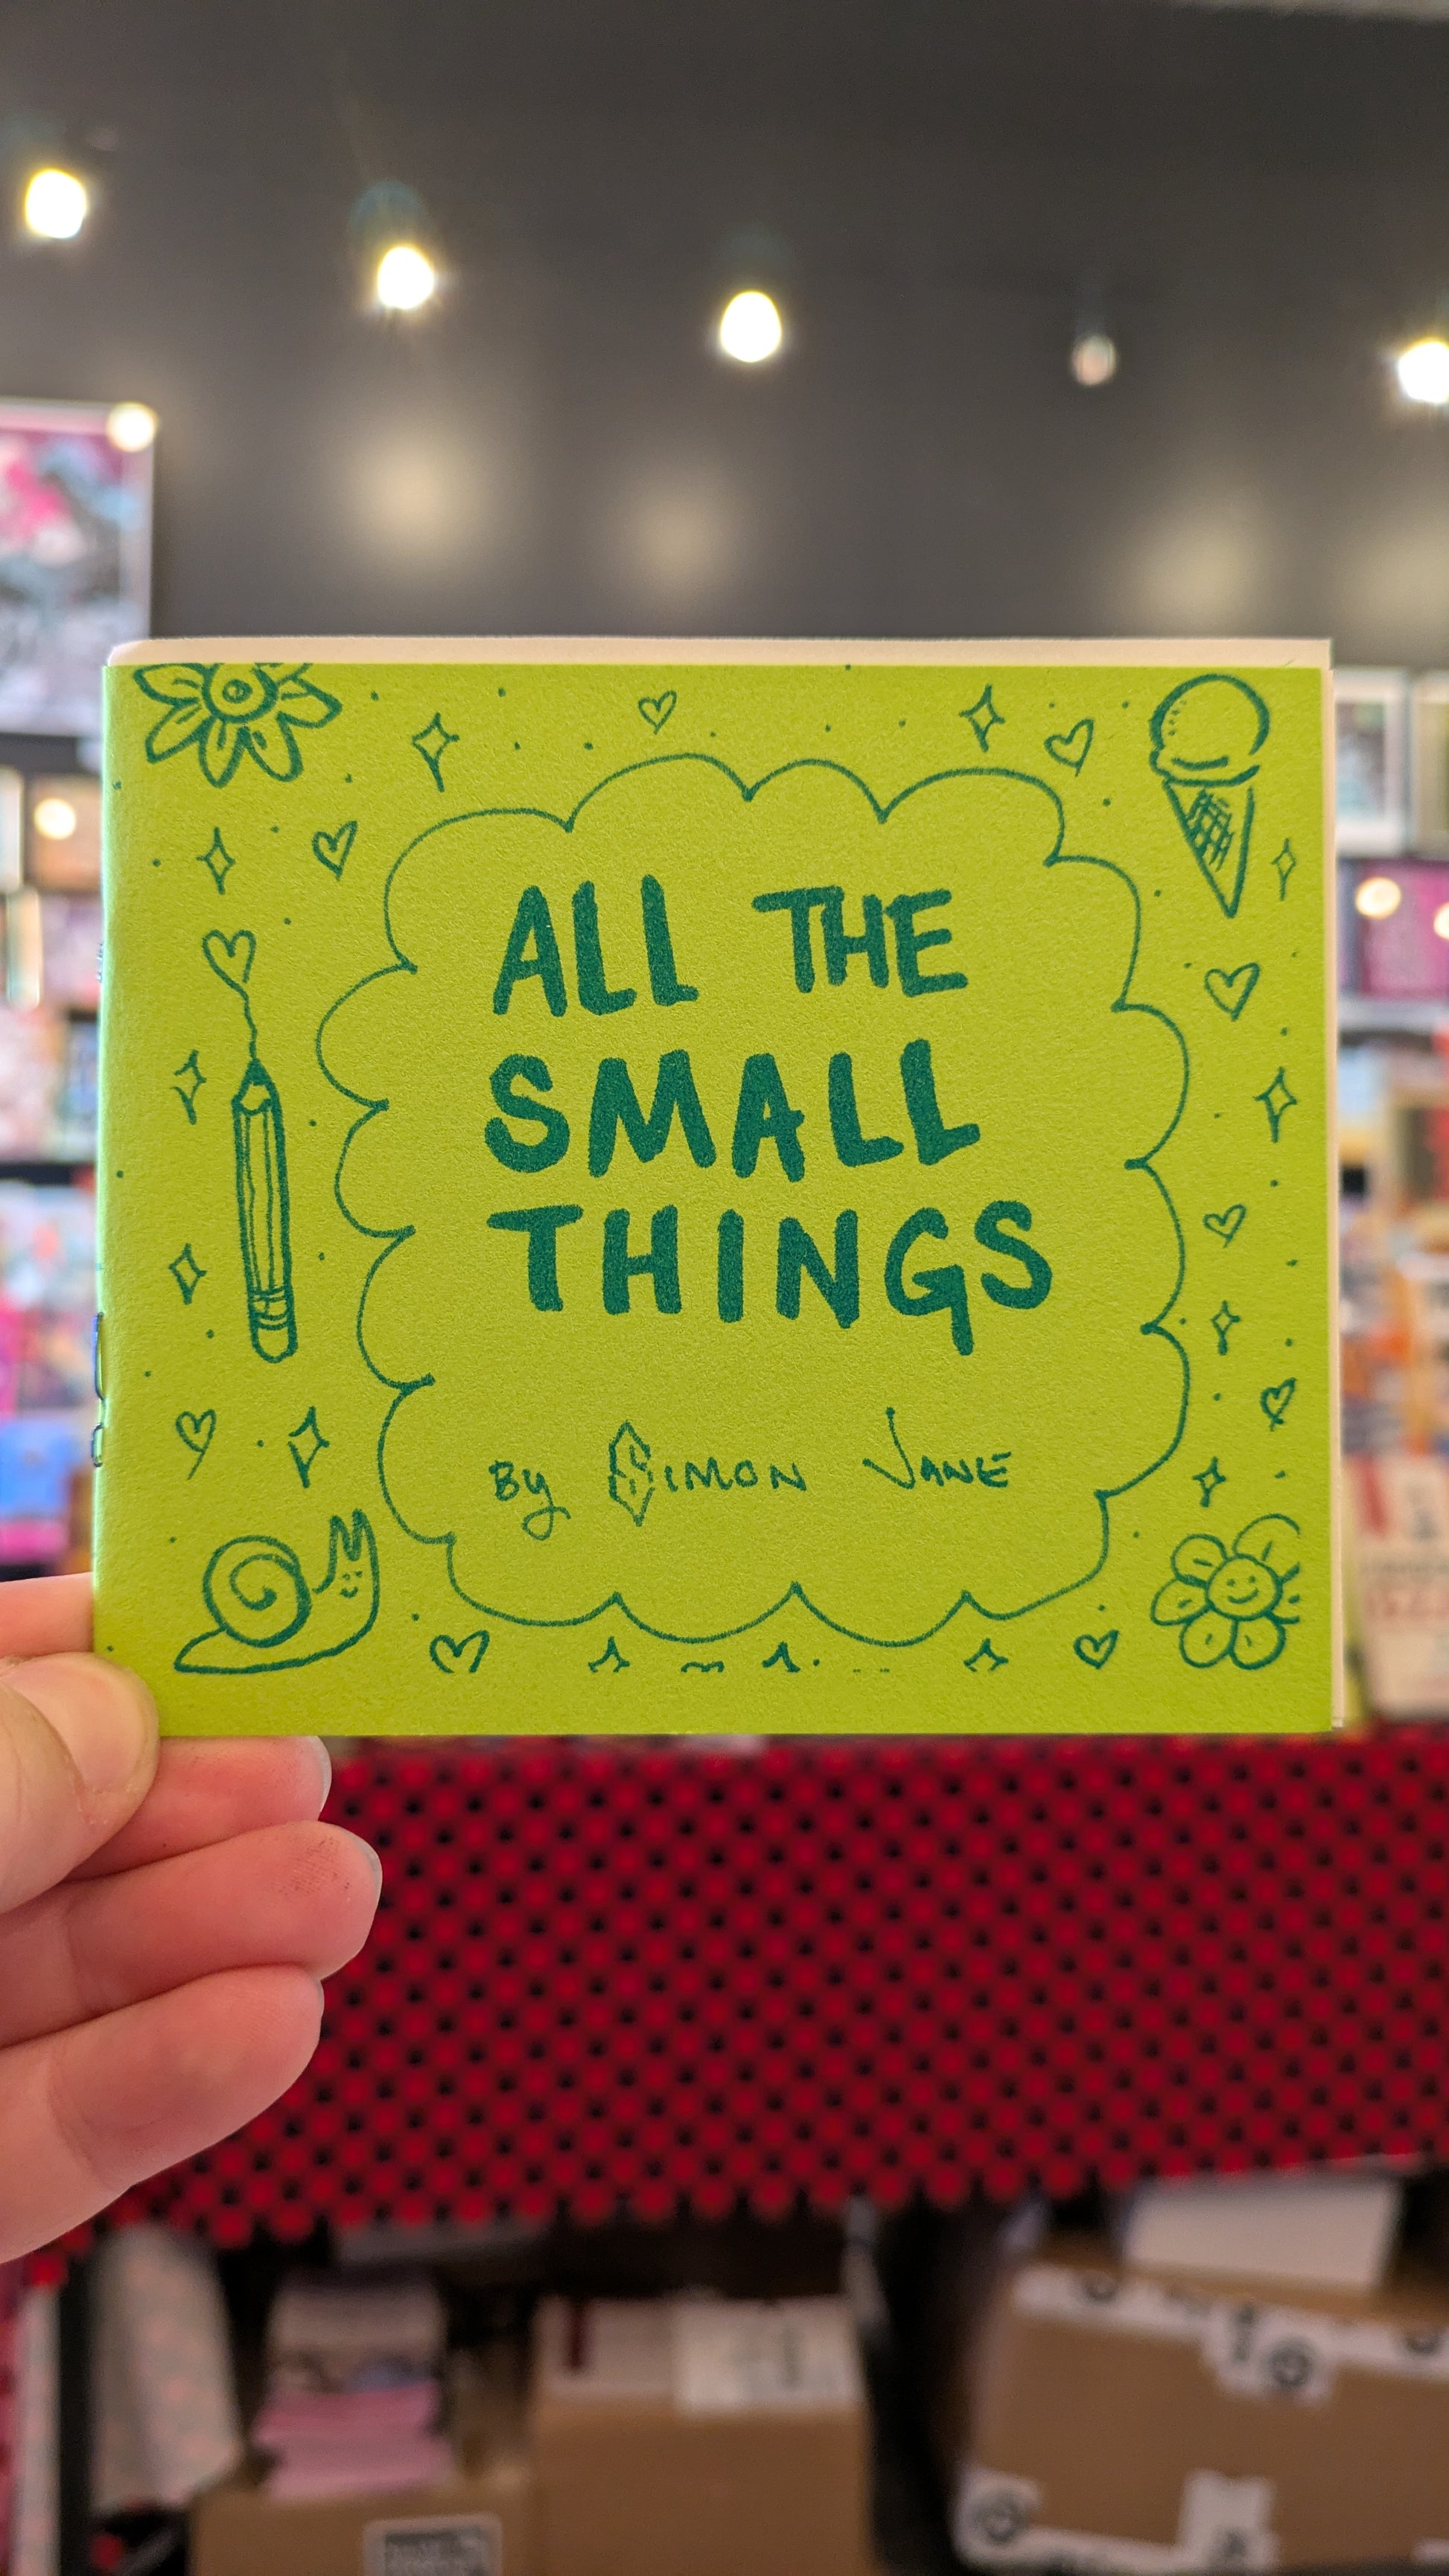 ALL THE
SMALL
THINGS
By SIMON JANE